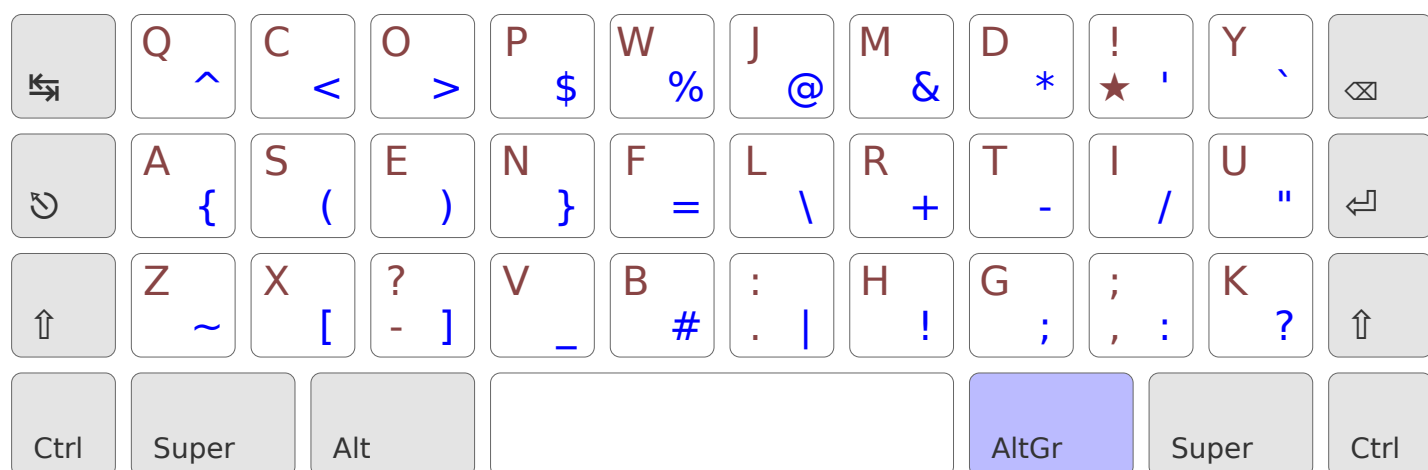 ↹ Q ^ C < O > P $ W % J @ M & D * ! ★ ' Y ` ⌫
⎋ A { S ( E ) N } F = L \ R + T - I / U " ⏎
⇧ Z ~ X [ ? - ] V _ B # : . | H ! G ; ; , : K ? ⇧
Ctrl Super Alt AltGr Super Ctrl